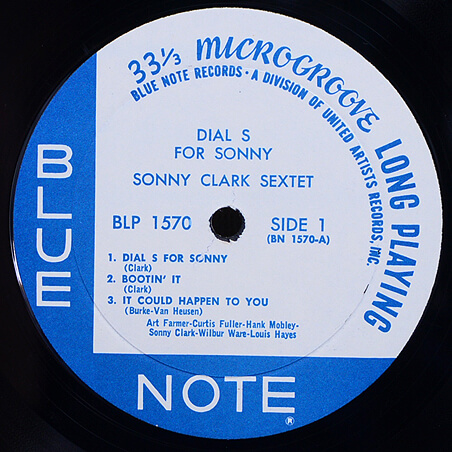 33⅓ MICROGROOVE LONG PLAYING
BLUE NOTE RECORDS • A DIVISION OF UNITED ARTISTS RECORDS, INC.
DIAL S
FOR SONNY
SONNY CLARK SEXTET
BLP 1570
SIDE 1
(BN 1570-A)
1. DIAL S FOR SONNY
(Clark)
2. BOOTIN' IT
(Clark)
3. IT COULD HAPPEN TO YOU
(Burke-Van Heusen)
Art Farmer-Curtis Fuller-Hank Mobley-
Sonny Clark-Wilbur Ware-Louis Hayes
BLUE
NOTE®